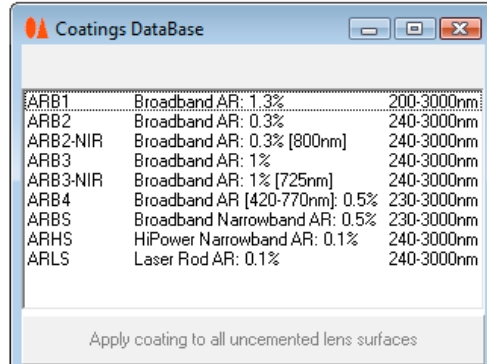 Coatings DataBase
ARB1 Broadband AR: 1.3% 200-3000nm
ARB2 Broadband AR: 0.3% 240-3000nm
ARB2-NIR Broadband AR: 0.3% [800nm] 240-3000nm
ARB3 Broadband AR: 1% 240-3000nm
ARB3-NIR Broadband AR: 1% [725nm] 240-3000nm
ARB4 Broadband AR [420-770nm]: 0.5% 230-3000nm
ARBS Broadband Narrowband AR: 0.5% 230-3000nm
ARHS HiPower Narrowband AR: 0.1% 240-3000nm
ARLS Laser Rod AR: 0.1% 240-3000nm
Apply coating to all uncemented lens surfaces